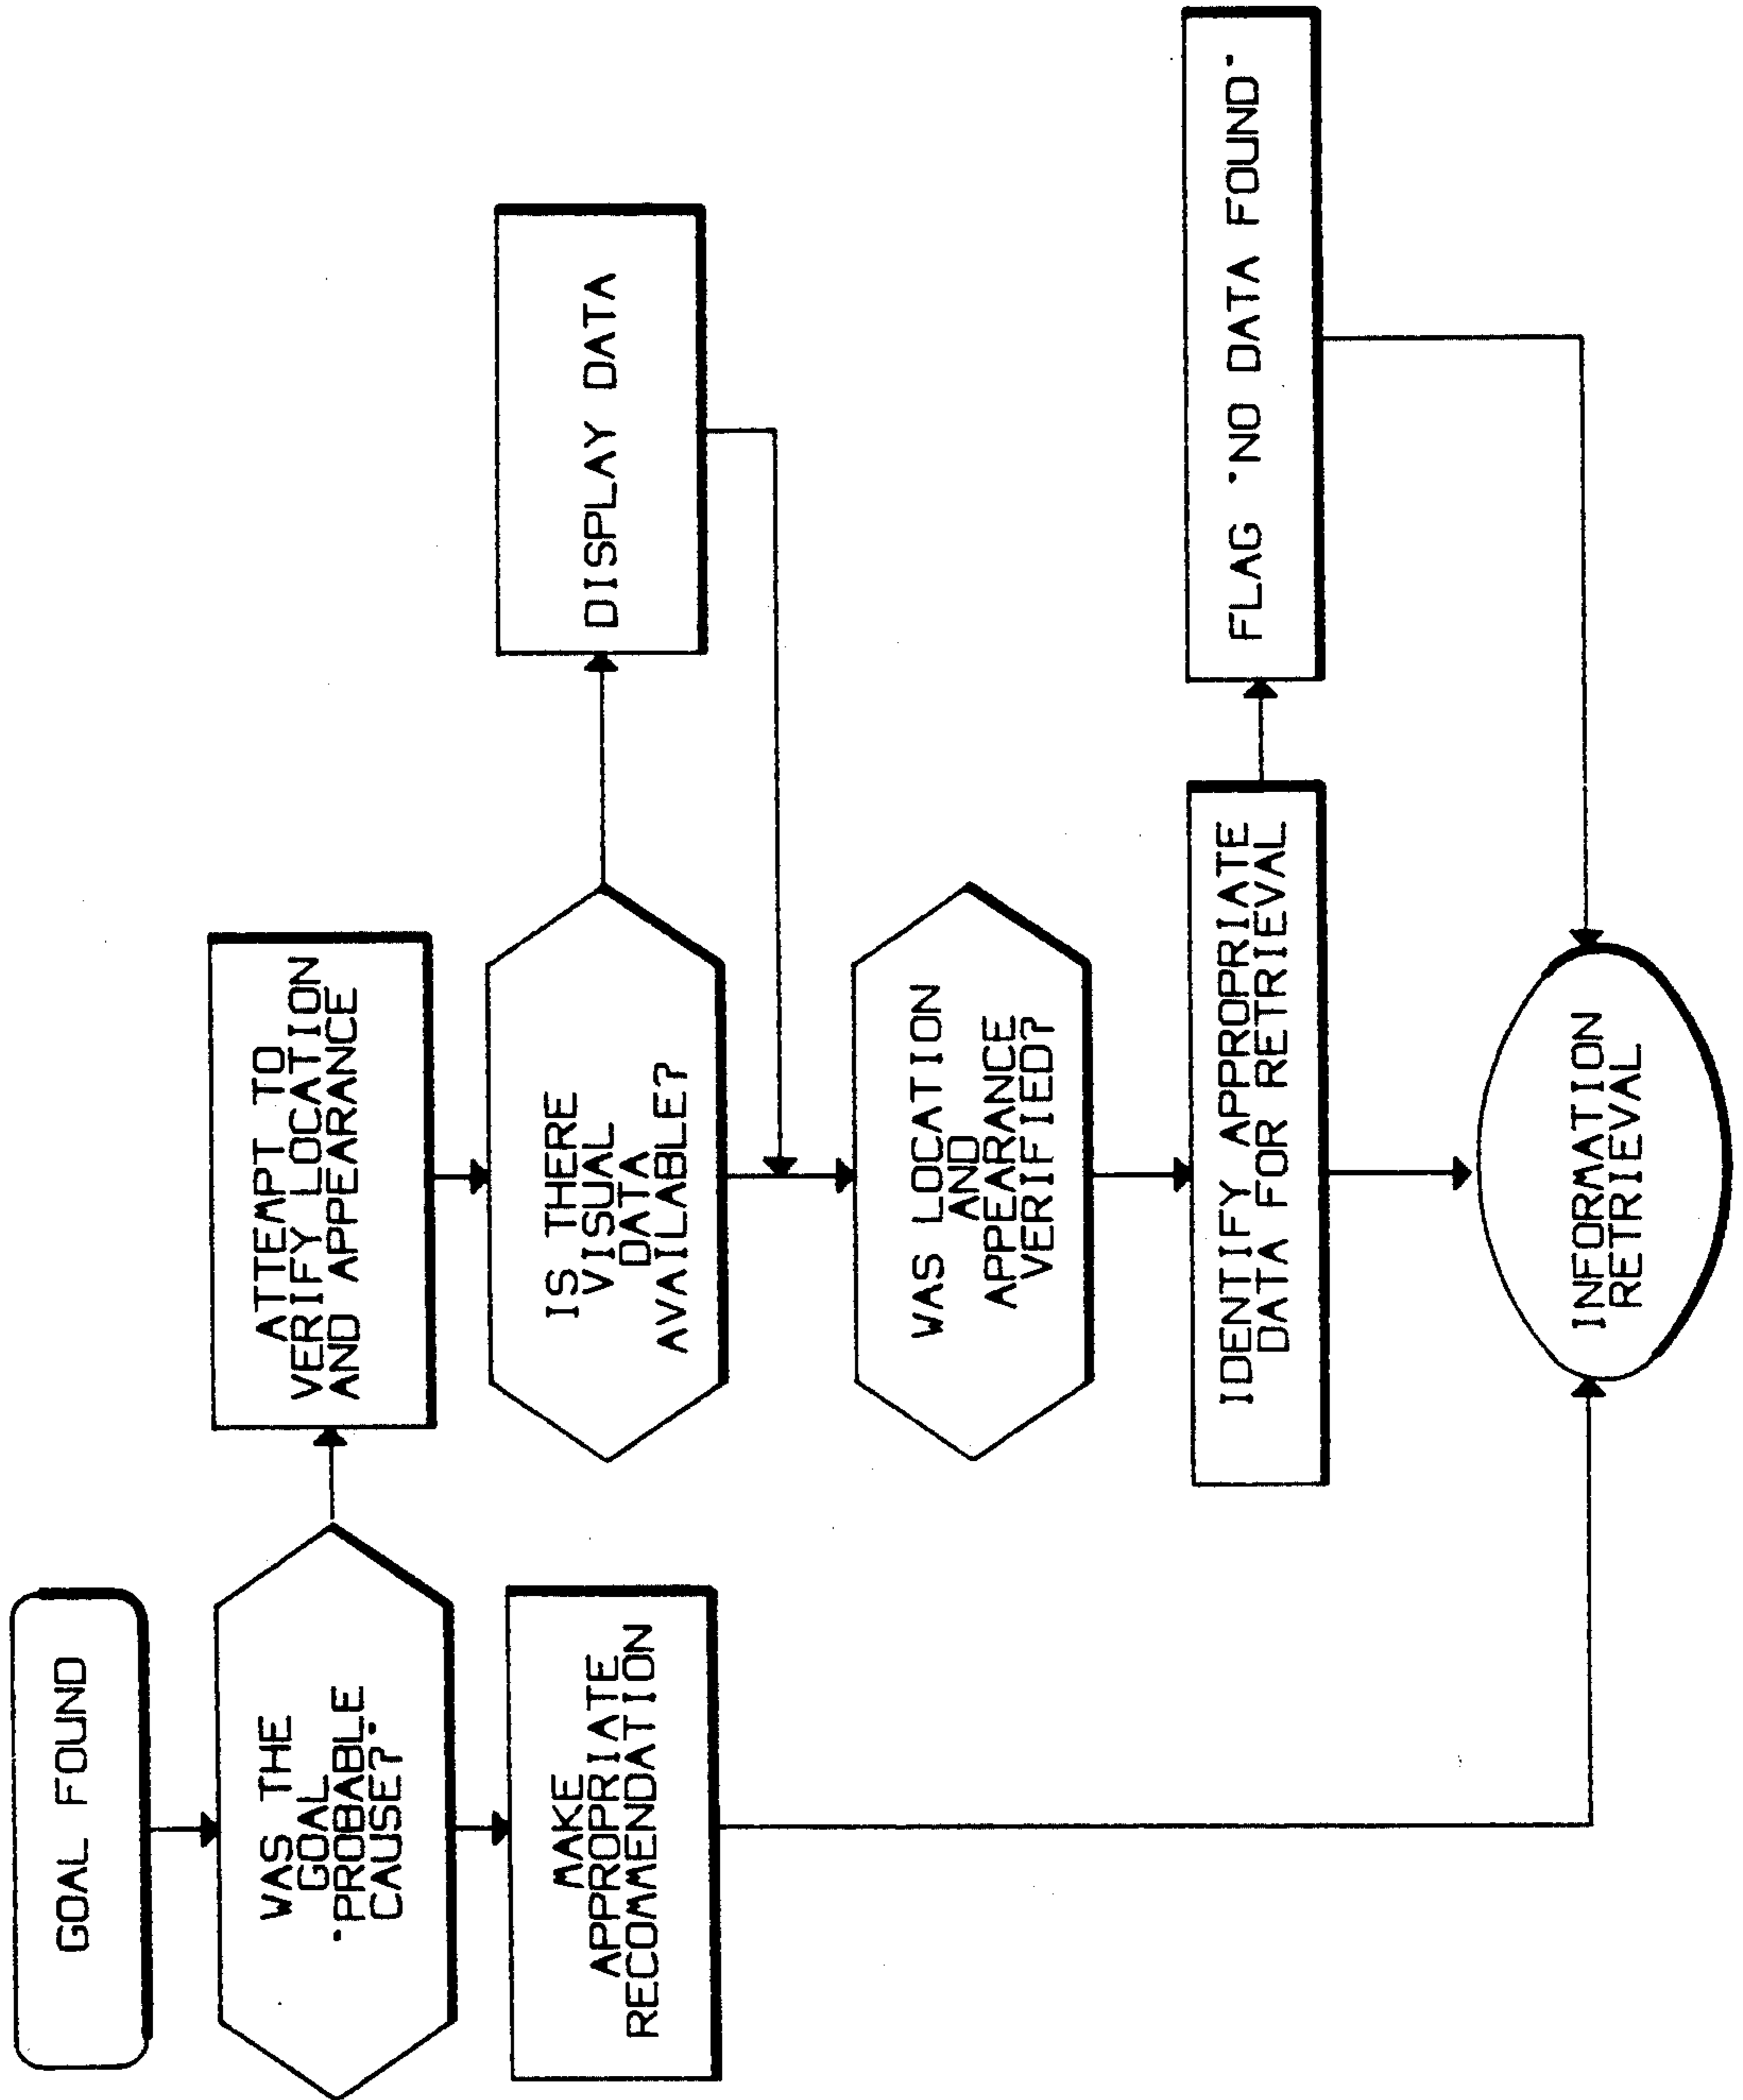 GOAL FOUND
WAS THE
GOAL
"PROBABLE
CAUSE?"
ATTEMPT TO
VERIFY LOCATION
AND APPEARANCE
MAKE
APPROPRIATE
RECOMMENDATION
IS THERE
VISUAL
DATA
AVAILABLE?
DISPLAY DATA
WAS LOCATION
AND
APPEARANCE
VERIFIED?
IDENTIFY APPROPRIATE
DATA FOR RETRIEVAL
FLAG "NO DATA FOUND"
INFORMATION
RETRIEVAL